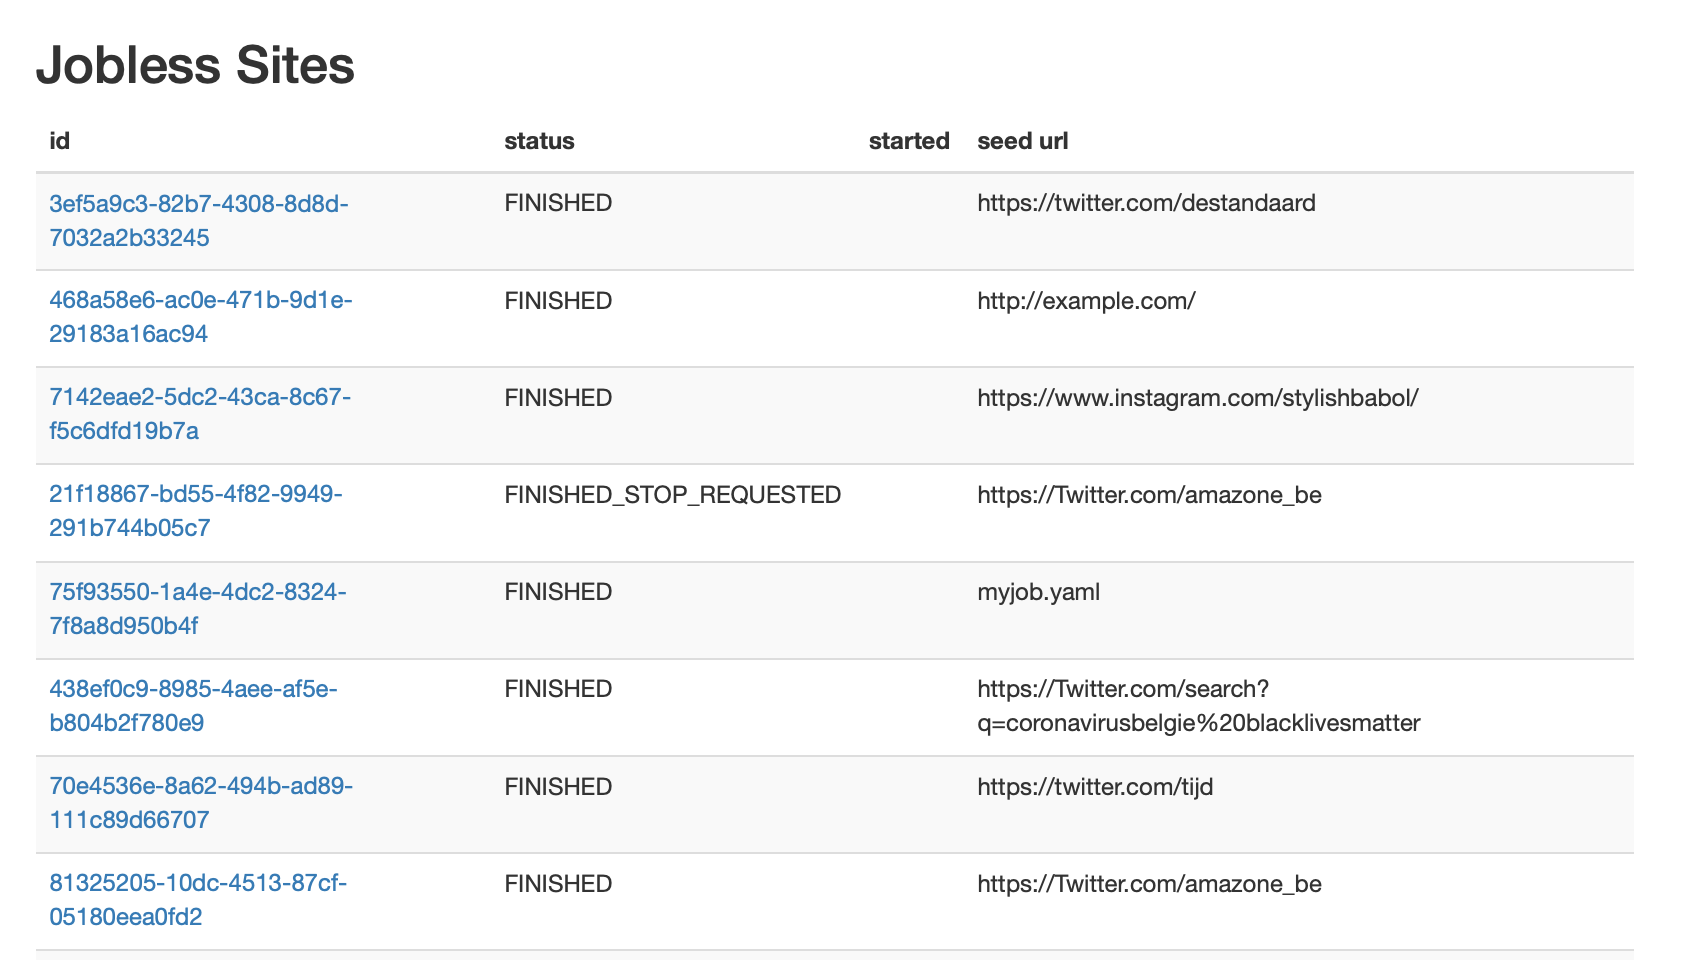 Jobless Sites
id status started seed url
3ef5a9c3-82b7-4308-8d8d- FINISHED https://twitter.com/destandaard
7032a2b33245
468a58e6-ac0e-471b-9d1e- FINISHED http://example.com/
29183a16ac94
7142eae2-5dc2-43ca-8c67- FINISHED https://www.instagram.com/stylishbabol/
f5c6dfd19b7a
21f18867-bd55-4f82-9949- FINISHED_STOP_REQUESTED https://Twitter.com/amazone_be
291b744b05c7
75f93550-1a4e-4dc2-8324- FINISHED myjob.yaml
7f8a8d950b4f
438ef0c9-8985-4aee-af5e- FINISHED https://Twitter.com/search?
b804b2f780e9 q=coronavirusbelgie%20blacklivesmatter
70e4536e-8a62-494b-ad89- FINISHED https://twitter.com/tijd
111c89d66707
81325205-10dc-4513-87cf- FINISHED https://Twitter.com/amazone_be
05180eea0fd2